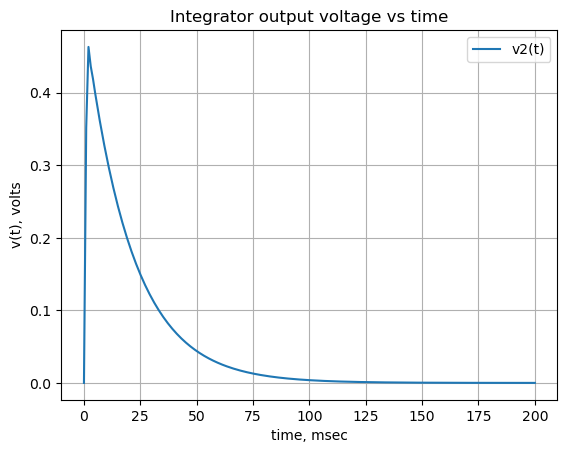 Integrator output voltage vs time
v2(t)
v(t), volts
0.4
0.3
0.2
0.1
0.0
0 25 50 75 100 125 150 175 200
time, msec